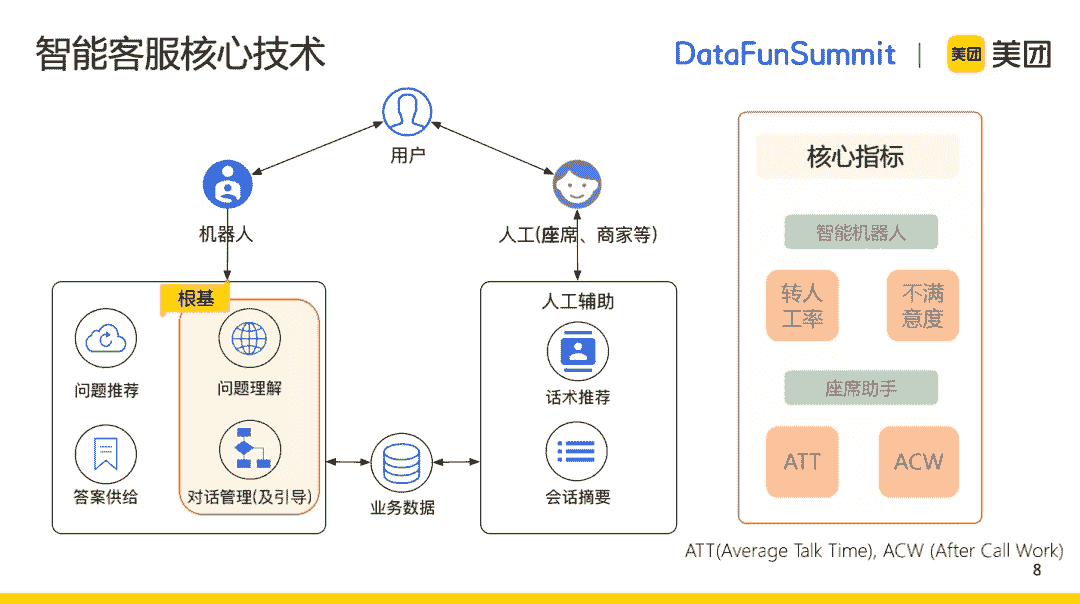 智能客服核心技术
DataFunSummit
美团
美团
用户
机器人
人工(座席、商家等)
根基
问题推荐
问题理解
答案供给
对话管理(及引导)
业务数据
人工辅助
话术推荐
会话摘要
核心指标
智能机器人
转人
工率
不满
意度
座席助手
ATT
ACW
ATT(Average Talk Time), ACW (After Call Work)
8